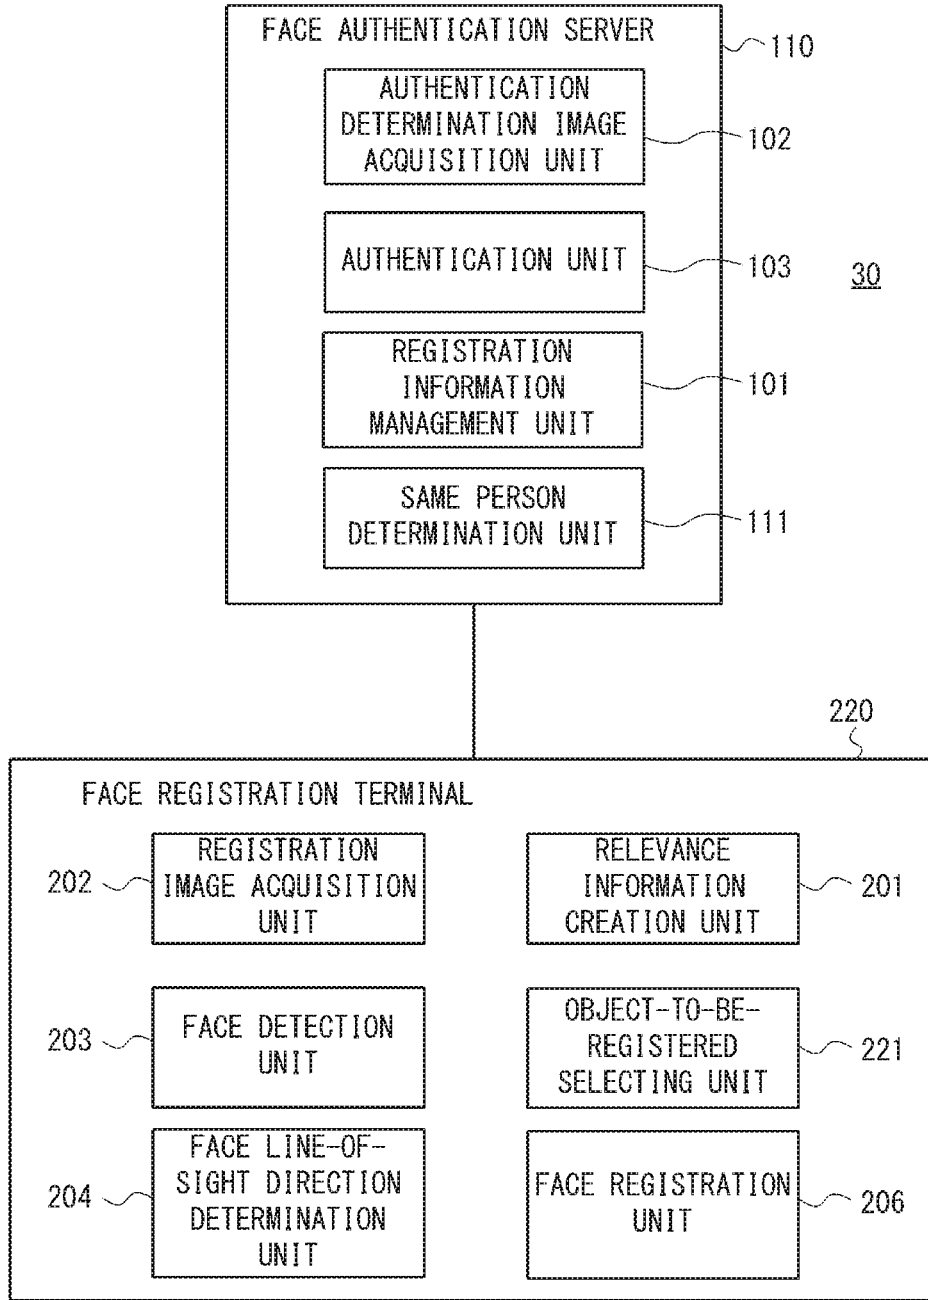 FACE AUTHENTICATION SERVER
110
AUTHENTICATION
DETERMINATION IMAGE
ACQUISITION UNIT
102
AUTHENTICATION UNIT
103
30
REGISTRATION
INFORMATION
MANAGEMENT UNIT
101
SAME PERSON
DETERMINATION UNIT
111
220
FACE REGISTRATION TERMINAL
202
REGISTRATION
IMAGE ACQUISITION
UNIT
RELEVANCE
INFORMATION
CREATION UNIT
201
203
FACE DETECTION
UNIT
OBJECT-TO-BE-
REGISTERED
SELECTING UNIT
221
204
FACE LINE-OF-
SIGHT DIRECTION
DETERMINATION
UNIT
FACE REGISTRATION
UNIT
206